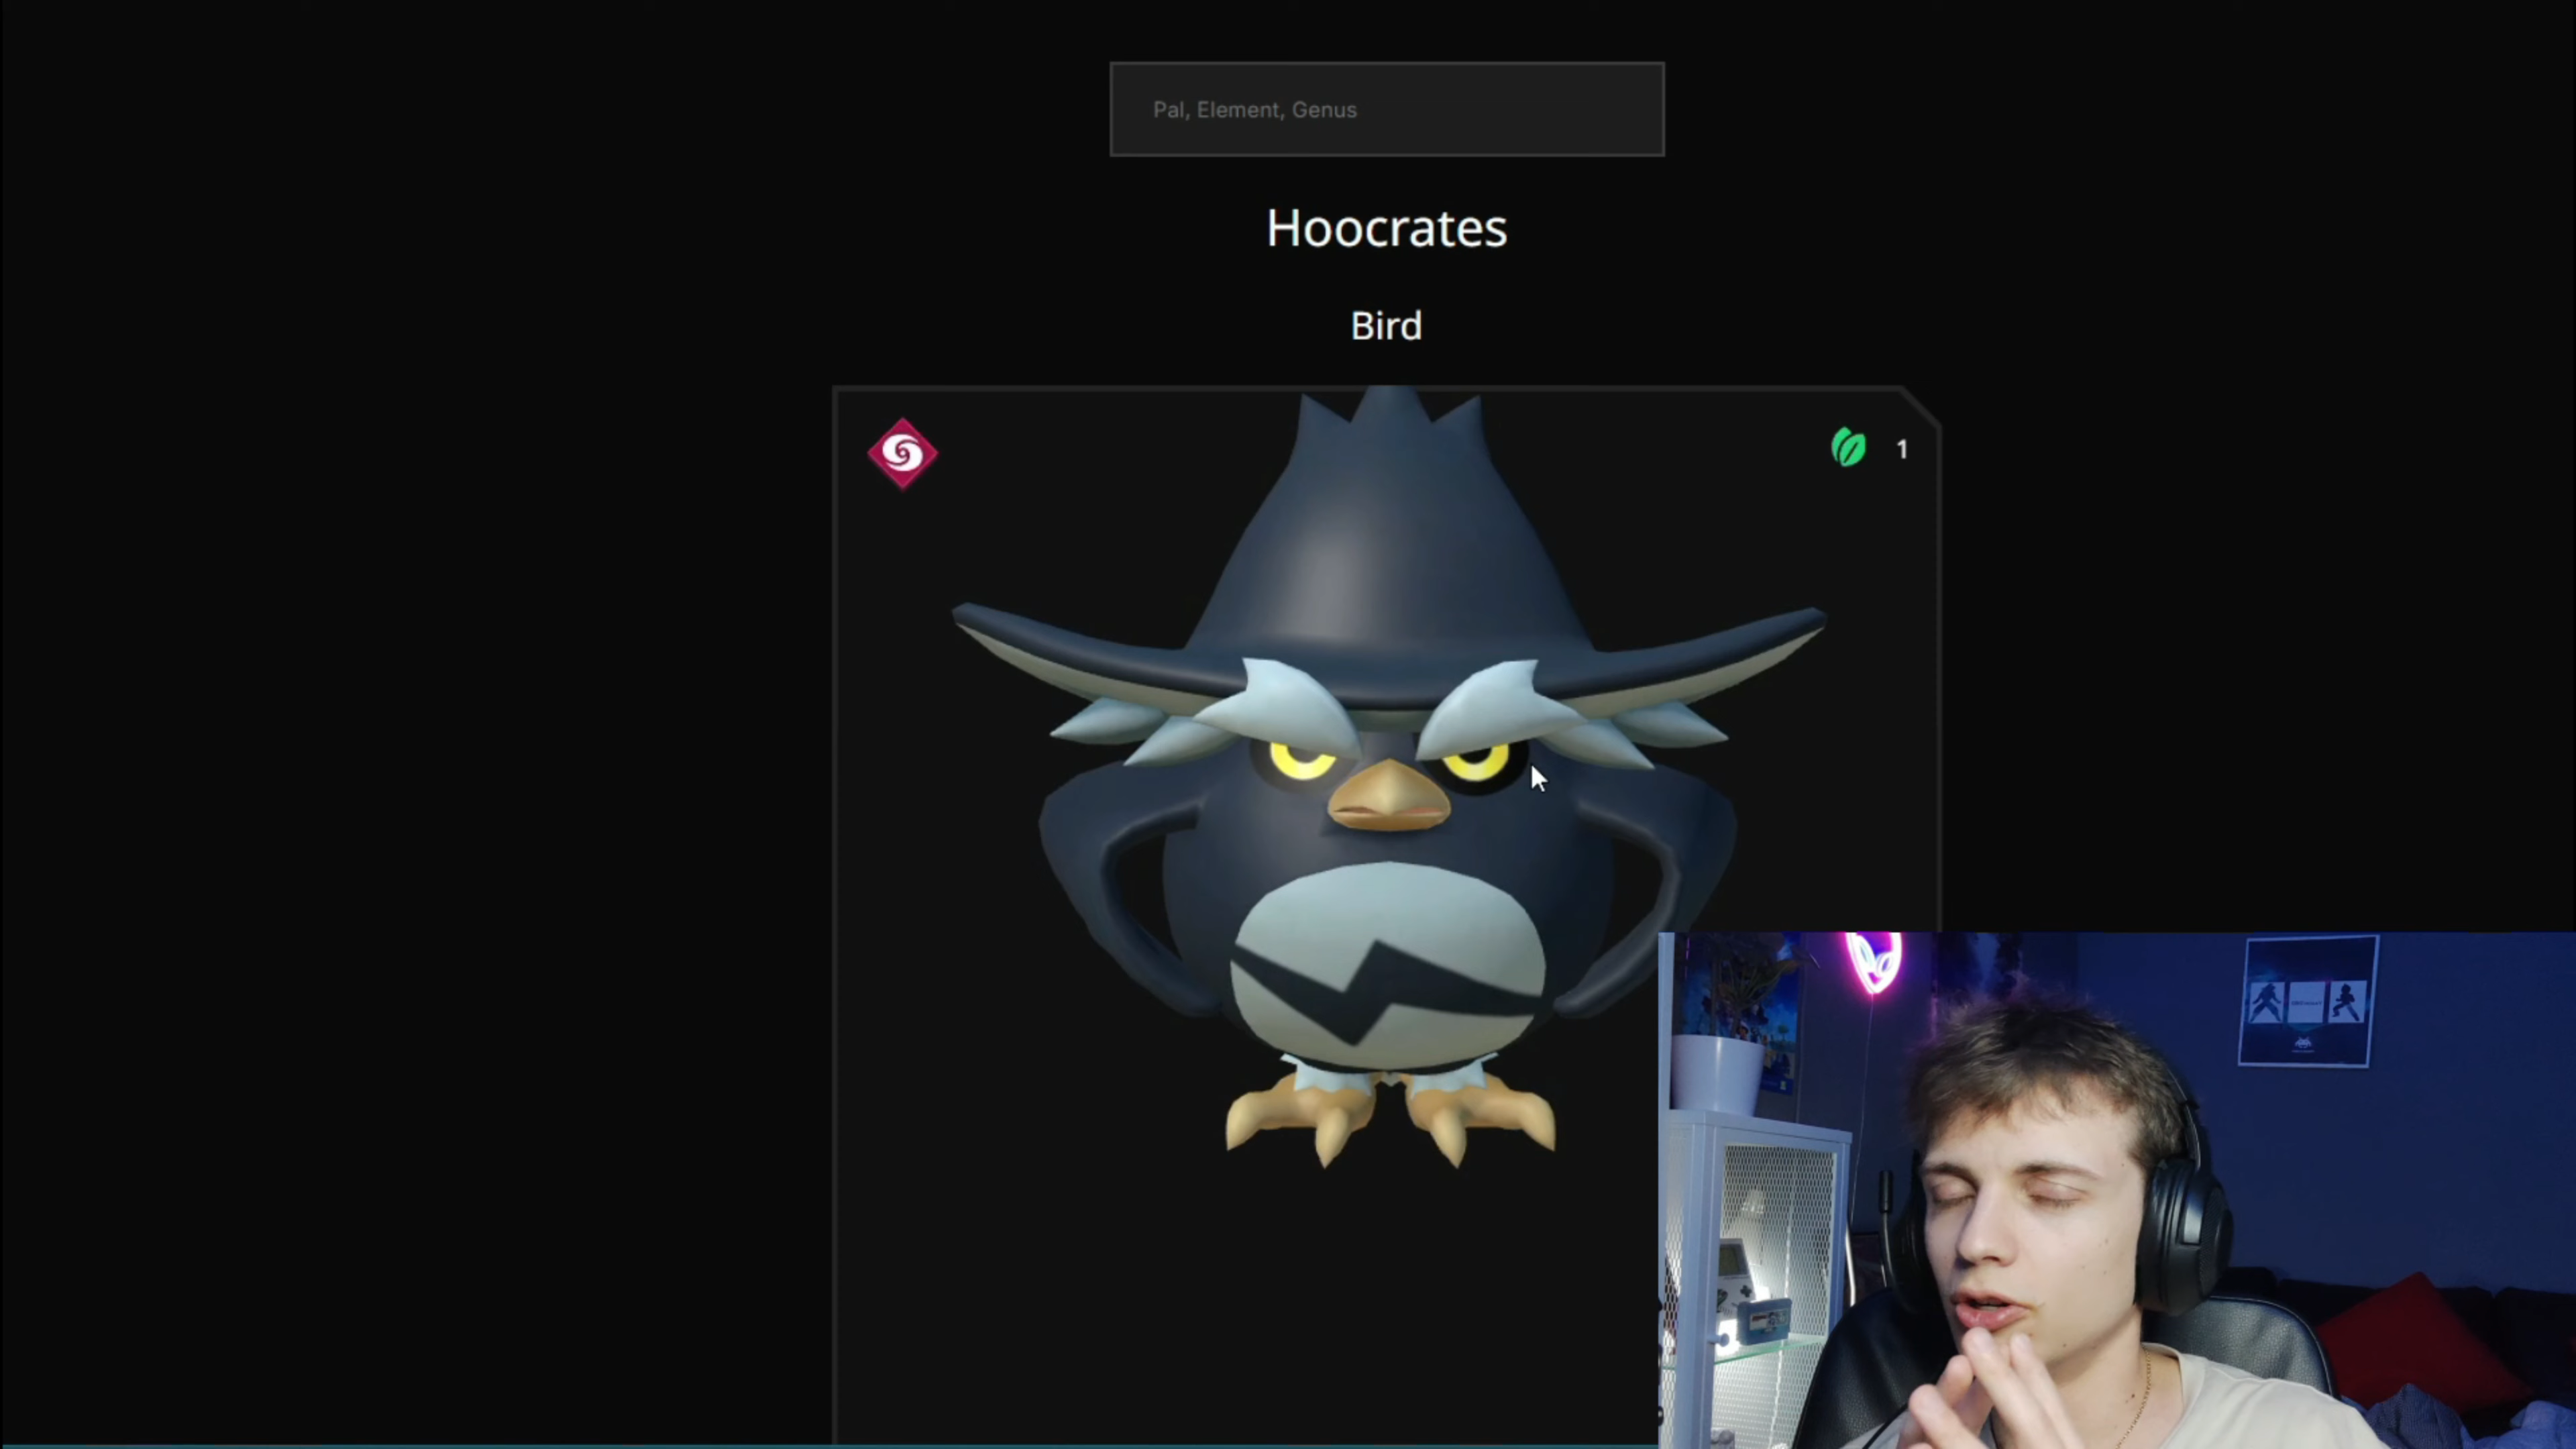 Pal, Element, Genus
Hoocrates
Bird
1